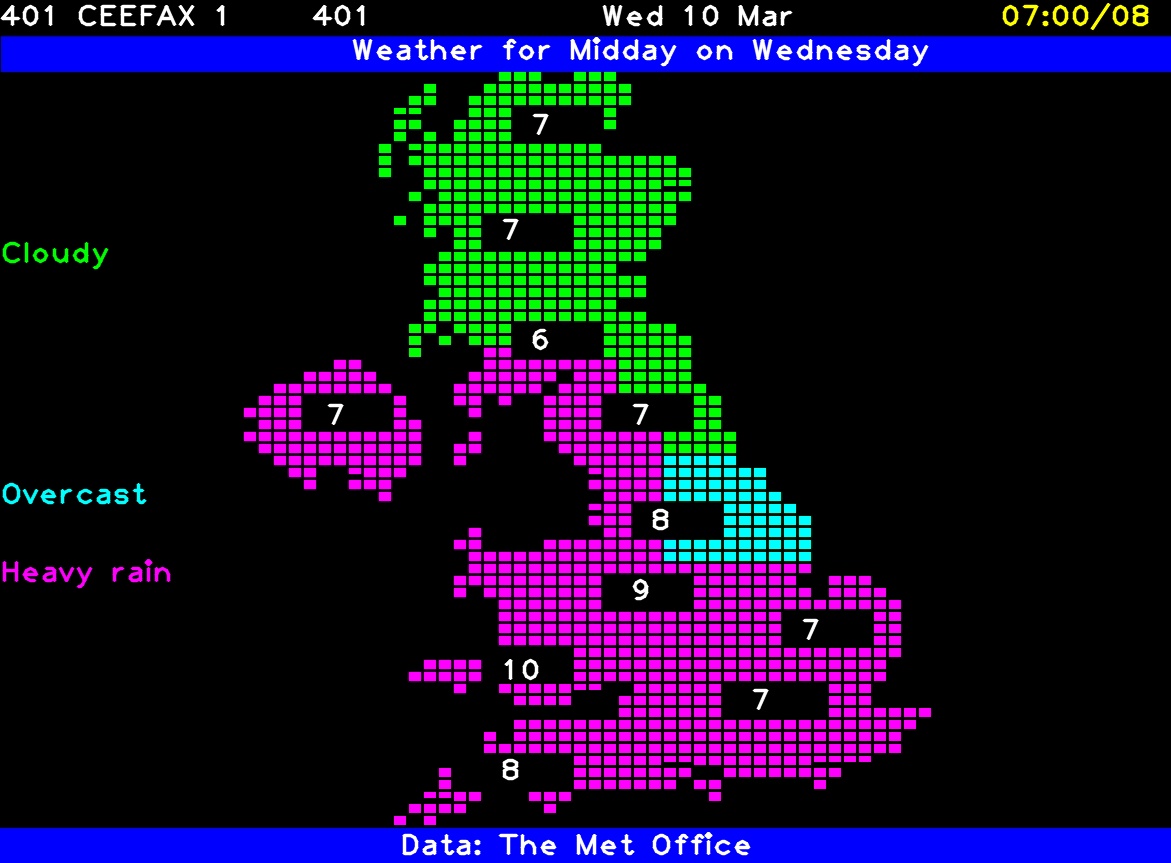 401 CEEFAX 1 401 Wed 10 Mar 07:00/08
Weather for Midday on Wednesday
7
7
Cloudy
6
7 7
Overcast
8
Heavy rain
9
7
10
7
8
Data: The Met Office